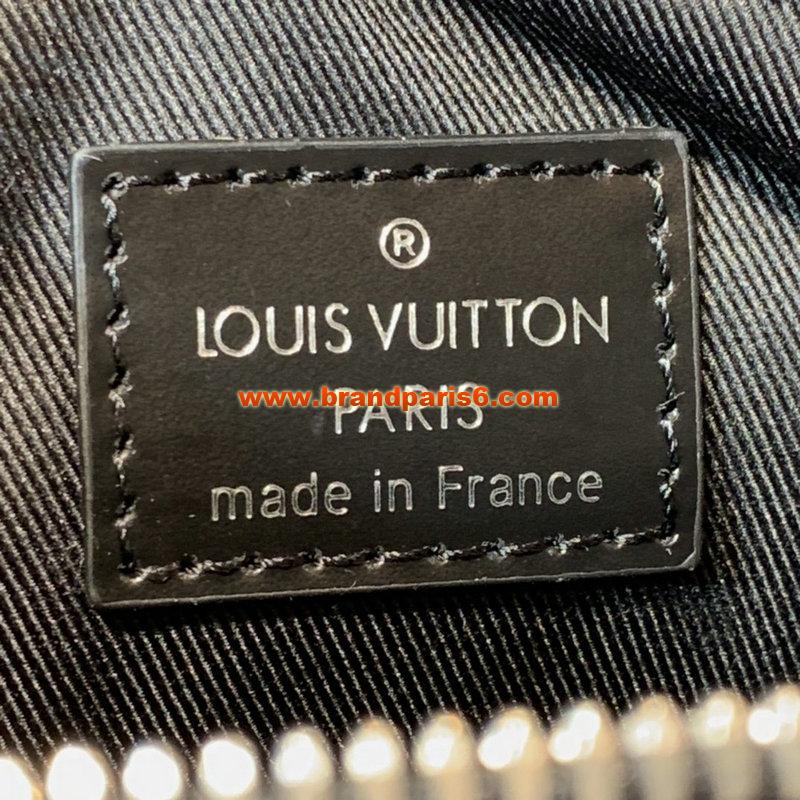 ®
LOUIS VUITTON
www.brandparis6.com
PARIS
made in France